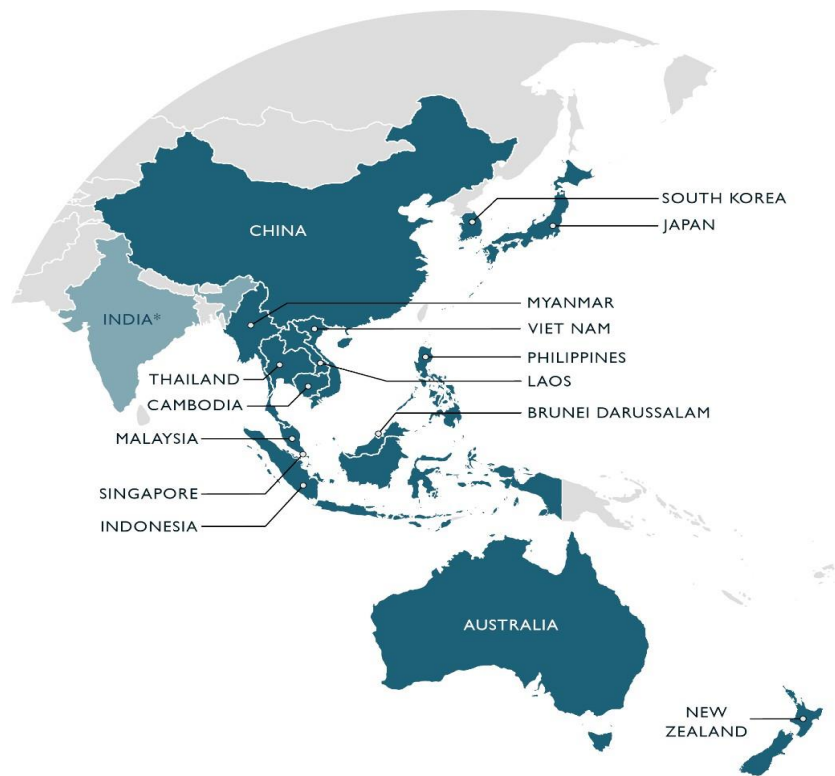 SOUTH KOREA
JAPAN
CHINA
MYANMAR
INDIA*
VIET NAM
PHILIPPINES
THAILAND
LAOS
CAMBODIA
BRUNEI DARUSSALAM
MALAYSIA
SINGAPORE
INDONESIA
AUSTRALIA
NEW
ZEALAND